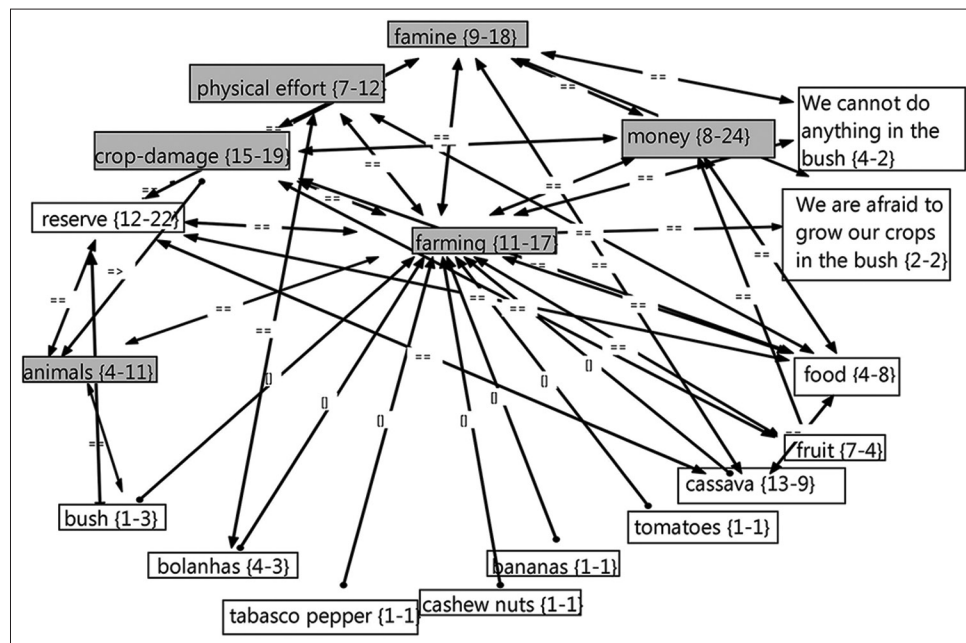 famine {9-18}
physical effort {7-12}
==
==
We cannot do
anything in the
bush {4-2}
money {8-24}
crop-damage {15-19}
==
==
==
==
==
==
==
==
reserve {12-22}
==
We are afraid to
grow our crops
in the bush {2-2}
farming {11-17}
==
==
==
==
=>
==
==
==
==
==
==
==
animals {4-11}
[]
[]
[]
[]
[]
[]
food {4-8}
==
==
fruit {7-4}
cassava {13-9}
bush {1-3}
tomatoes {1-1}
bolanhas {4-3}
bananas {1-1}
tabasco pepper {1-1}
cashew nuts {1-1}